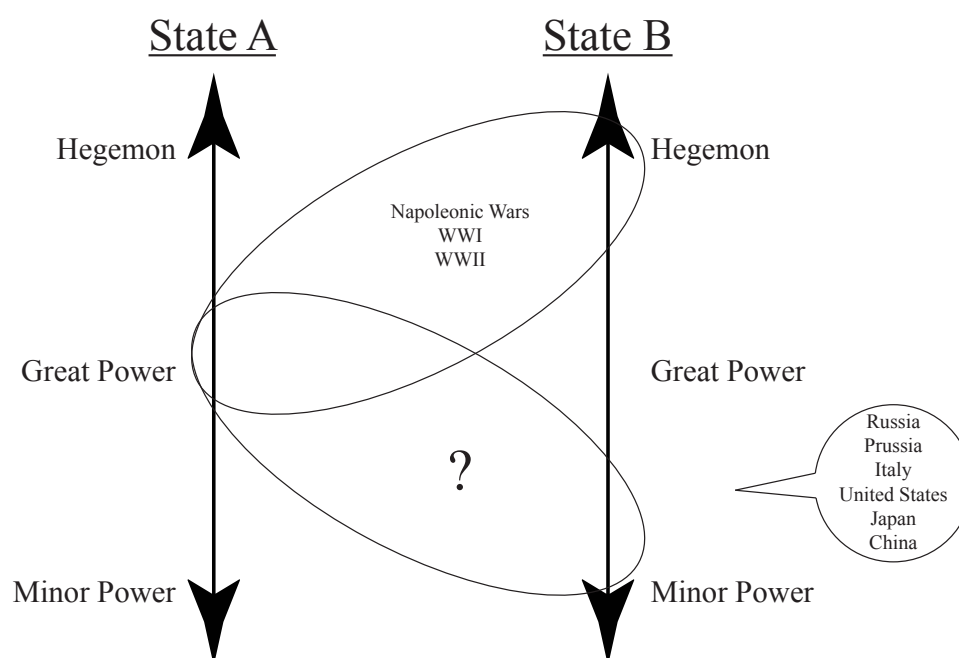 State A
State B
Hegemon
Hegemon
Napoleonic Wars
WWI
WWII
Great Power
Great Power
?
Russia
Prussia
Italy
United States
Japan
China
Minor Power
Minor Power